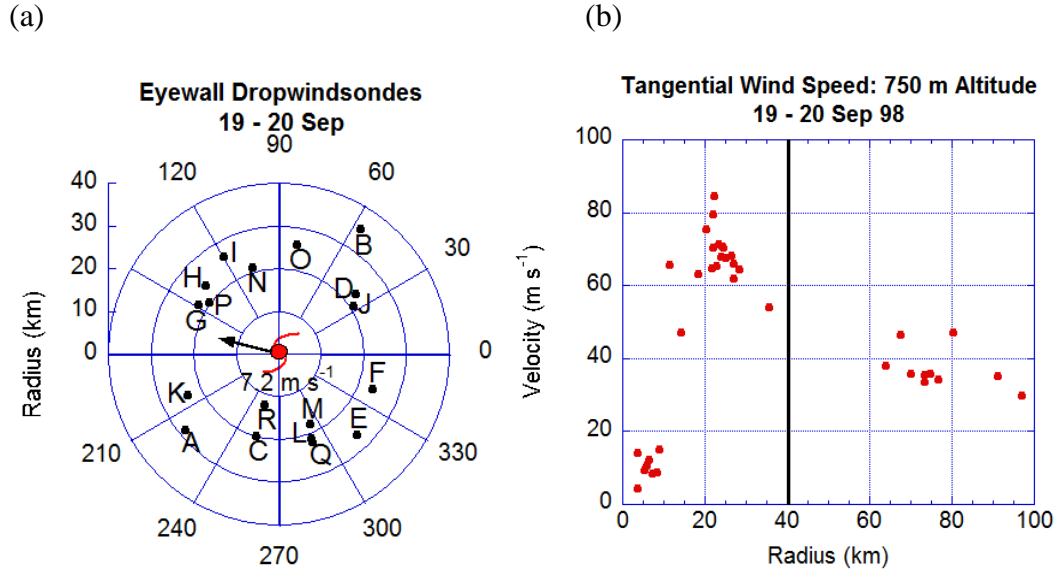 (a)
(b)
Eyewall Dropwindsondes
19 - 20 Sep
90
120
60
40
30
20
10
0
Radius (km)
30
0
330
300
270
240
210
I
O
B
H
N
D
P
J
G
7.2 m s-1
F
K
M
R
E
A
C
L
Q
Tangential Wind Speed: 750 m Altitude
19 - 20 Sep 98
100
80
60
40
20
0
Velocity (m s-1)
0 20 40 60 80 100
Radius (km)